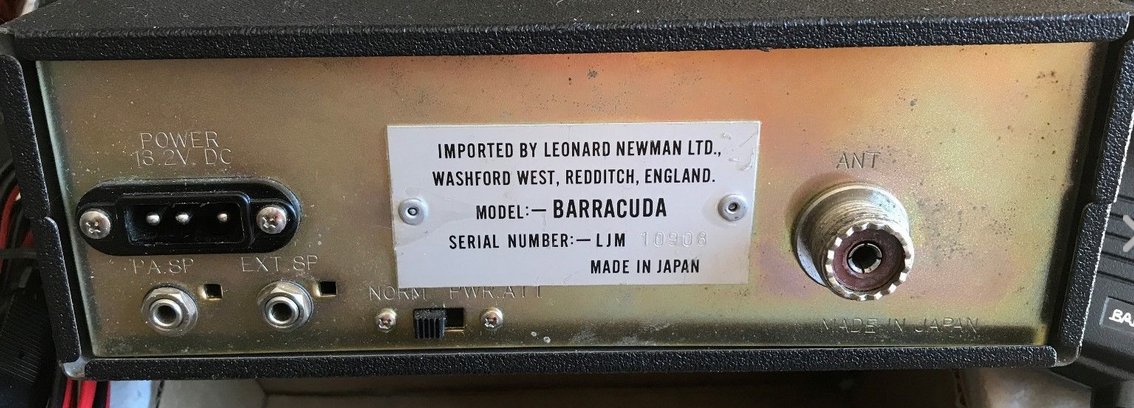 POWER
13.2V. DC
P.A.SP
EXT SP
NORM PWR.ATT
IMPORTED BY LEONARD NEWMAN LTD.,
WASHFORD WEST, REDDITCH, ENGLAND.
MODEL:– BARRACUDA
SERIAL NUMBER:– LJM 10908
MADE IN JAPAN
ANT
MADE IN JAPAN